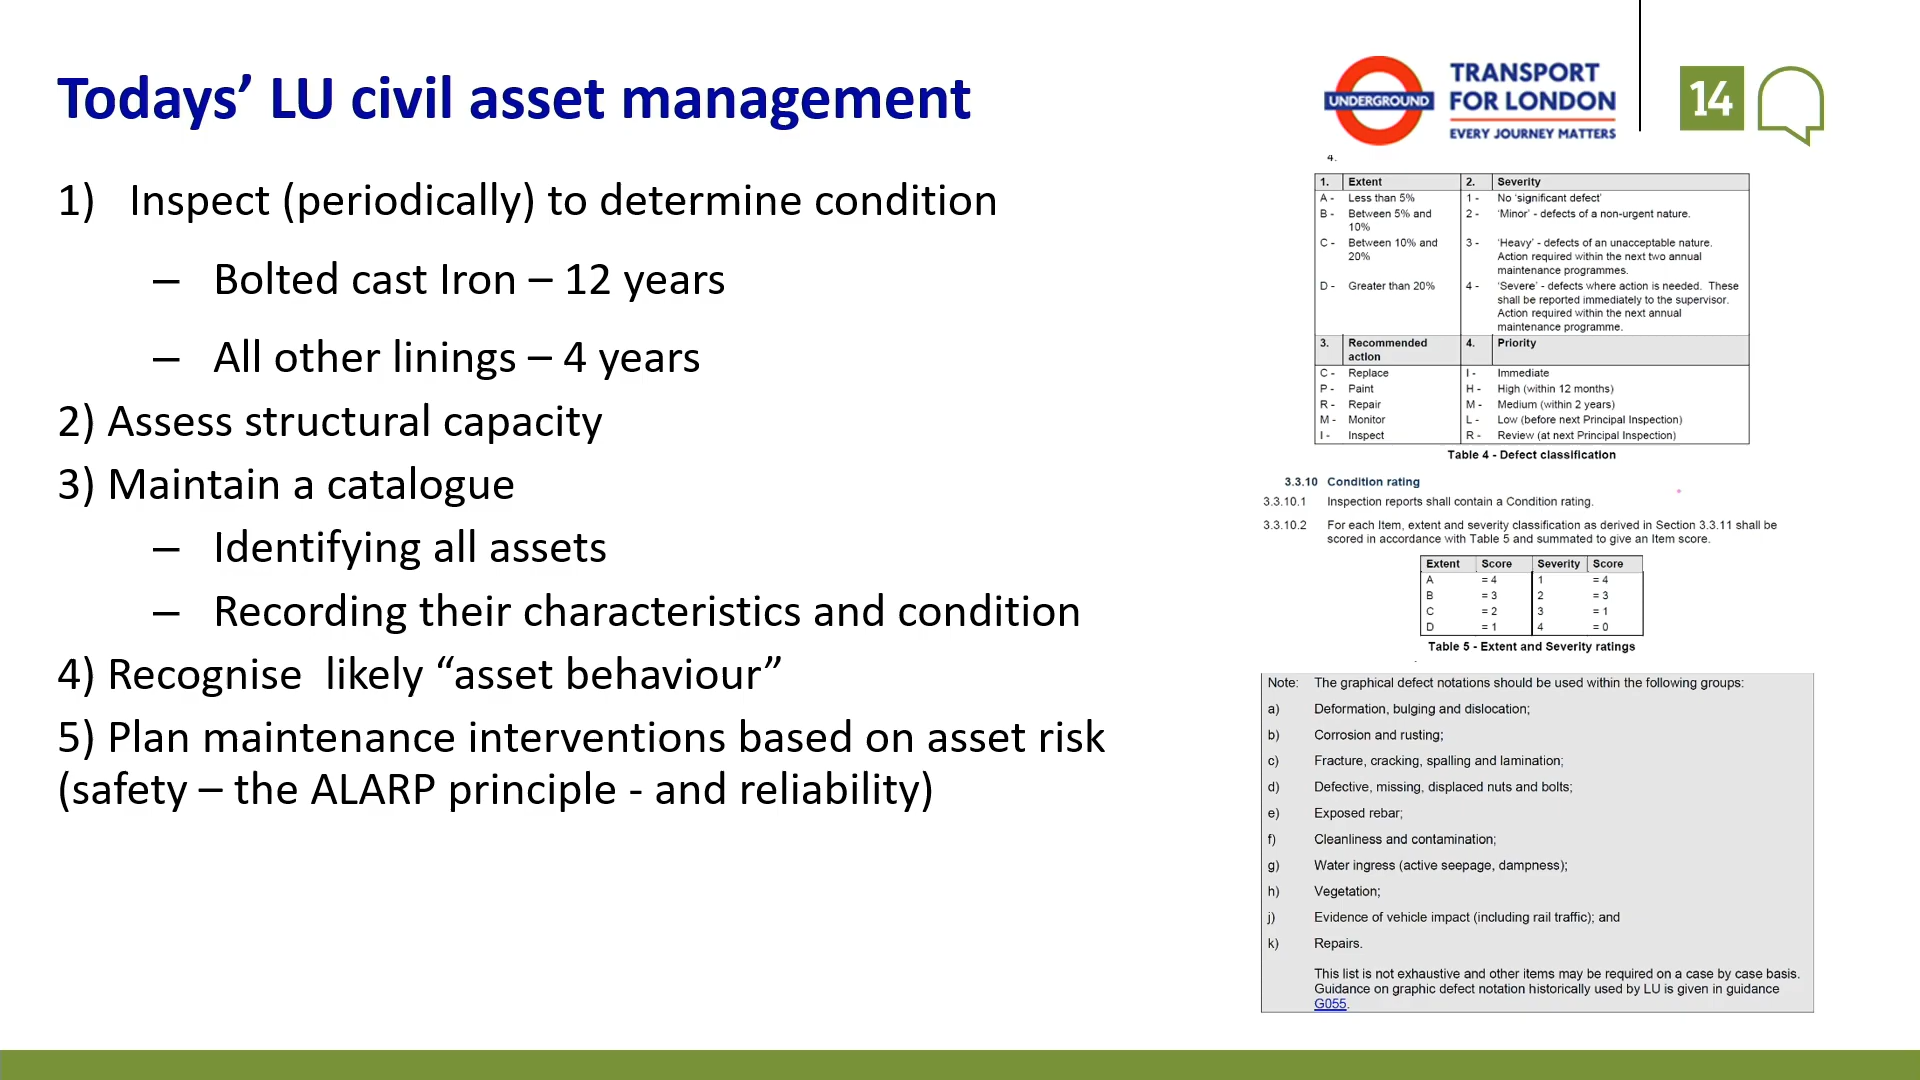 Todays’ LU civil asset management
UNDERGROUND
TRANSPORT
FOR LONDON
EVERY JOURNEY MATTERS
14
1) Inspect (periodically) to determine condition
– Bolted cast Iron – 12 years
– All other linings – 4 years
2) Assess structural capacity
3) Maintain a catalogue
– Identifying all assets
– Recording their characteristics and condition
4) Recognise  likely “asset behaviour”
5) Plan maintenance interventions based on asset risk
(safety – the ALARP principle - and reliability)
4.
1. Extent 2. Severity
A - Less than 5% 1 - No ‘significant defect’
B - Between 5% and 2 - ‘Minor’ - defects of a non-urgent nature.
10%
C - Between 10% and 3 - ‘Heavy’ - defects of an unacceptable nature.
20% Action required within the next two annual
maintenance programmes.
D - Greater than 20% 4 - ‘Severe’ - defects where action is needed. These
shall be reported immediately to the supervisor.
Action required within the next annual
maintenance programme.
3. Recommended 4. Priority
action
C - Replace I - Immediate
P - Paint H - High (within 12 months)
R - Repair M - Medium (within 2 years)
M - Monitor L - Low (before next Principal Inspection)
I - Inspect R - Review (at next Principal Inspection)
Table 4 - Defect classification
3.3.10 Condition rating
3.3.10.1 Inspection reports shall contain a Condition rating.
3.3.10.2 For each Item, extent and severity classification as derived in Section 3.3.11 shall be
scored in accordance with Table 5 and summated to give an Item score.
Extent Score Severity Score
A = 4 1 = 4
B = 3 2 = 3
C = 2 3 = 1
D = 1 4 = 0
Table 5 - Extent and Severity ratings
Note: The graphical defect notations should be used within the following groups:
a) Deformation, bulging and dislocation;
b) Corrosion and rusting;
c) Fracture, cracking, spalling and lamination;
d) Defective, missing, displaced nuts and bolts;
e) Exposed rebar;
f) Cleanliness and contamination;
g) Water ingress (active seepage, dampness);
h) Vegetation;
j) Evidence of vehicle impact (including rail traffic); and
k) Repairs.
This list is not exhaustive and other items may be required on a case by case basis.
Guidance on graphic defect notation historically used by LU is given in guidance
G055.